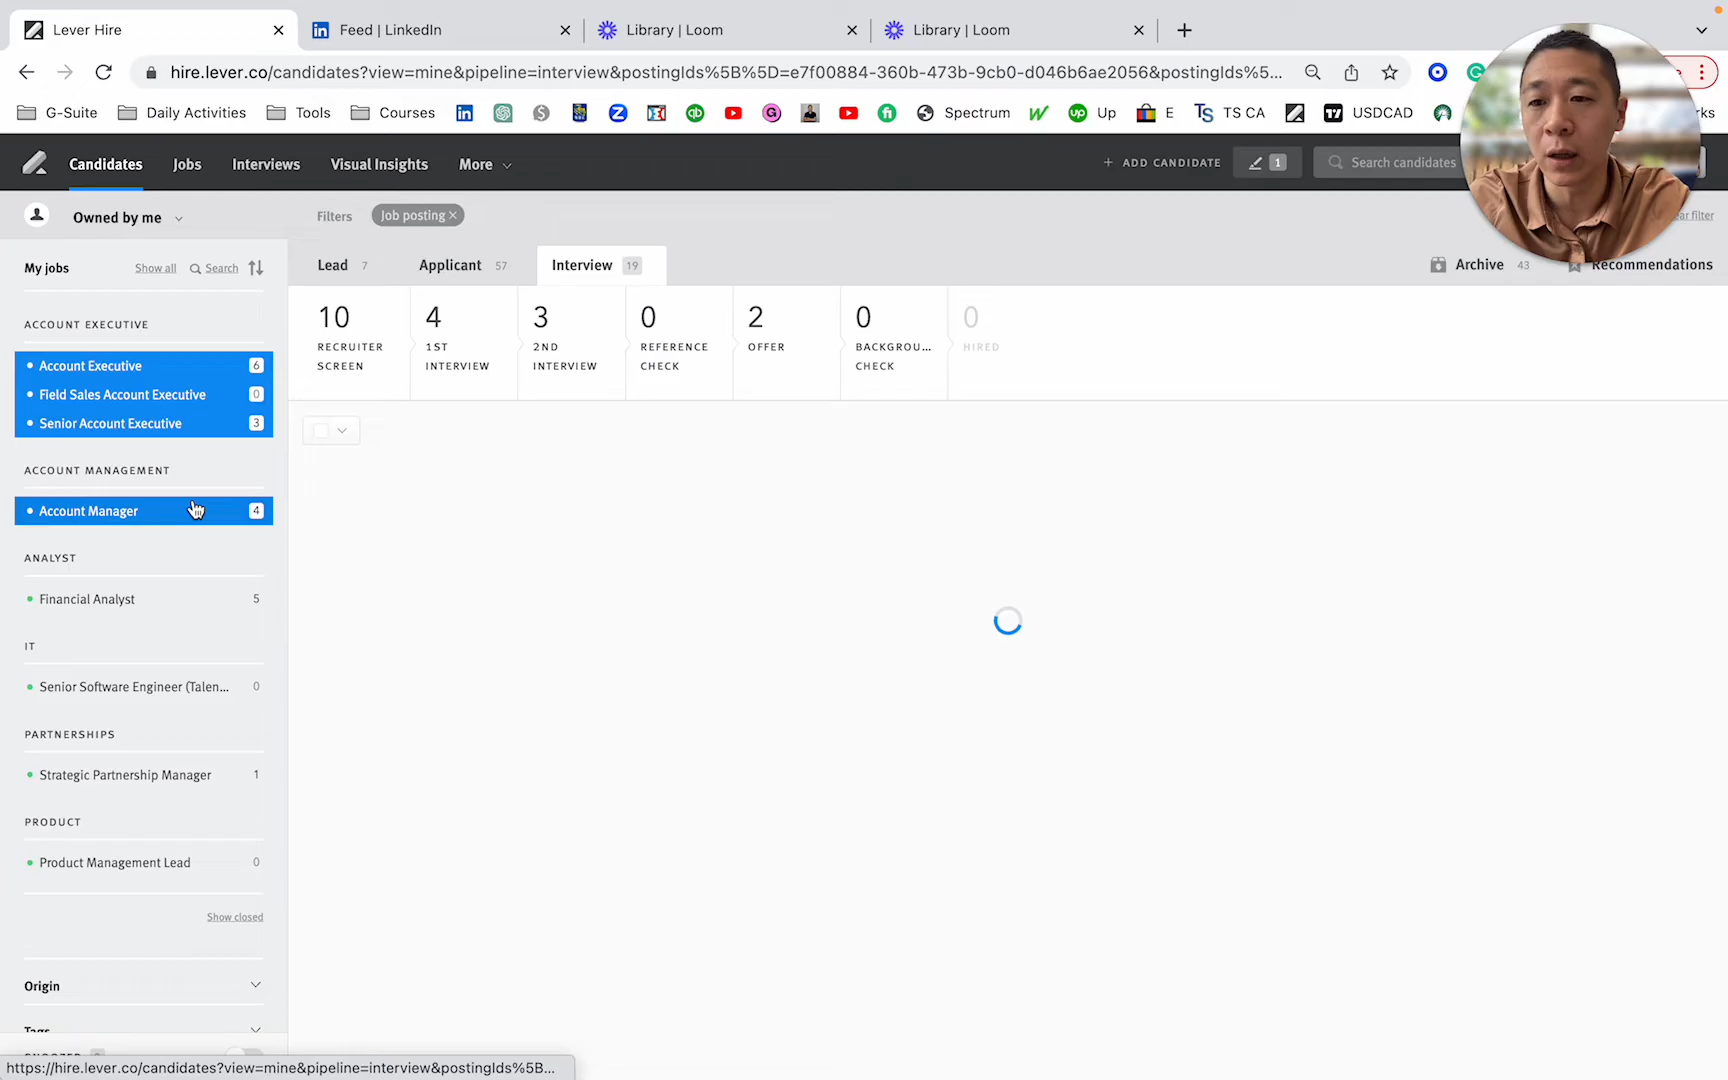 Lever Hire
Feed | LinkedIn
Library | Loom
Library | Loom
hire.lever.co/candidates?view=mine&pipeline=interview&postingIds%5B%5D=e7f00884-360b-473b-9cb0-d046b6ae2056&postingIds%5...
G-Suite
Daily Activities
Tools
Courses
Spectrum
Up
E
TS CA
USDCAD
Candidates
Jobs
Interviews
Visual Insights
More
+ ADD CANDIDATE
1
Search candidates
Owned by me
Filters
Job posting
My jobs
Show all
Search
Lead 7
Applicant 57
Interview 19
Archive 43
Recommendations
10
RECRUITER
SCREEN
4
1ST
INTERVIEW
3
2ND
INTERVIEW
0
REFERENCE
CHECK
2
OFFER
0
BACKGROU...
CHECK
0
HIRED
ACCOUNT EXECUTIVE
Account Executive 6
Field Sales Account Executive 0
Senior Account Executive 3
ACCOUNT MANAGEMENT
Account Manager 4
ANALYST
Financial Analyst 5
IT
Senior Software Engineer (Talen... 0
PARTNERSHIPS
Strategic Partnership Manager 1
PRODUCT
Product Management Lead 0
Show closed
Origin
Tags
https://hire.lever.co/candidates?view=mine&pipeline=interview&postingIds%5B...